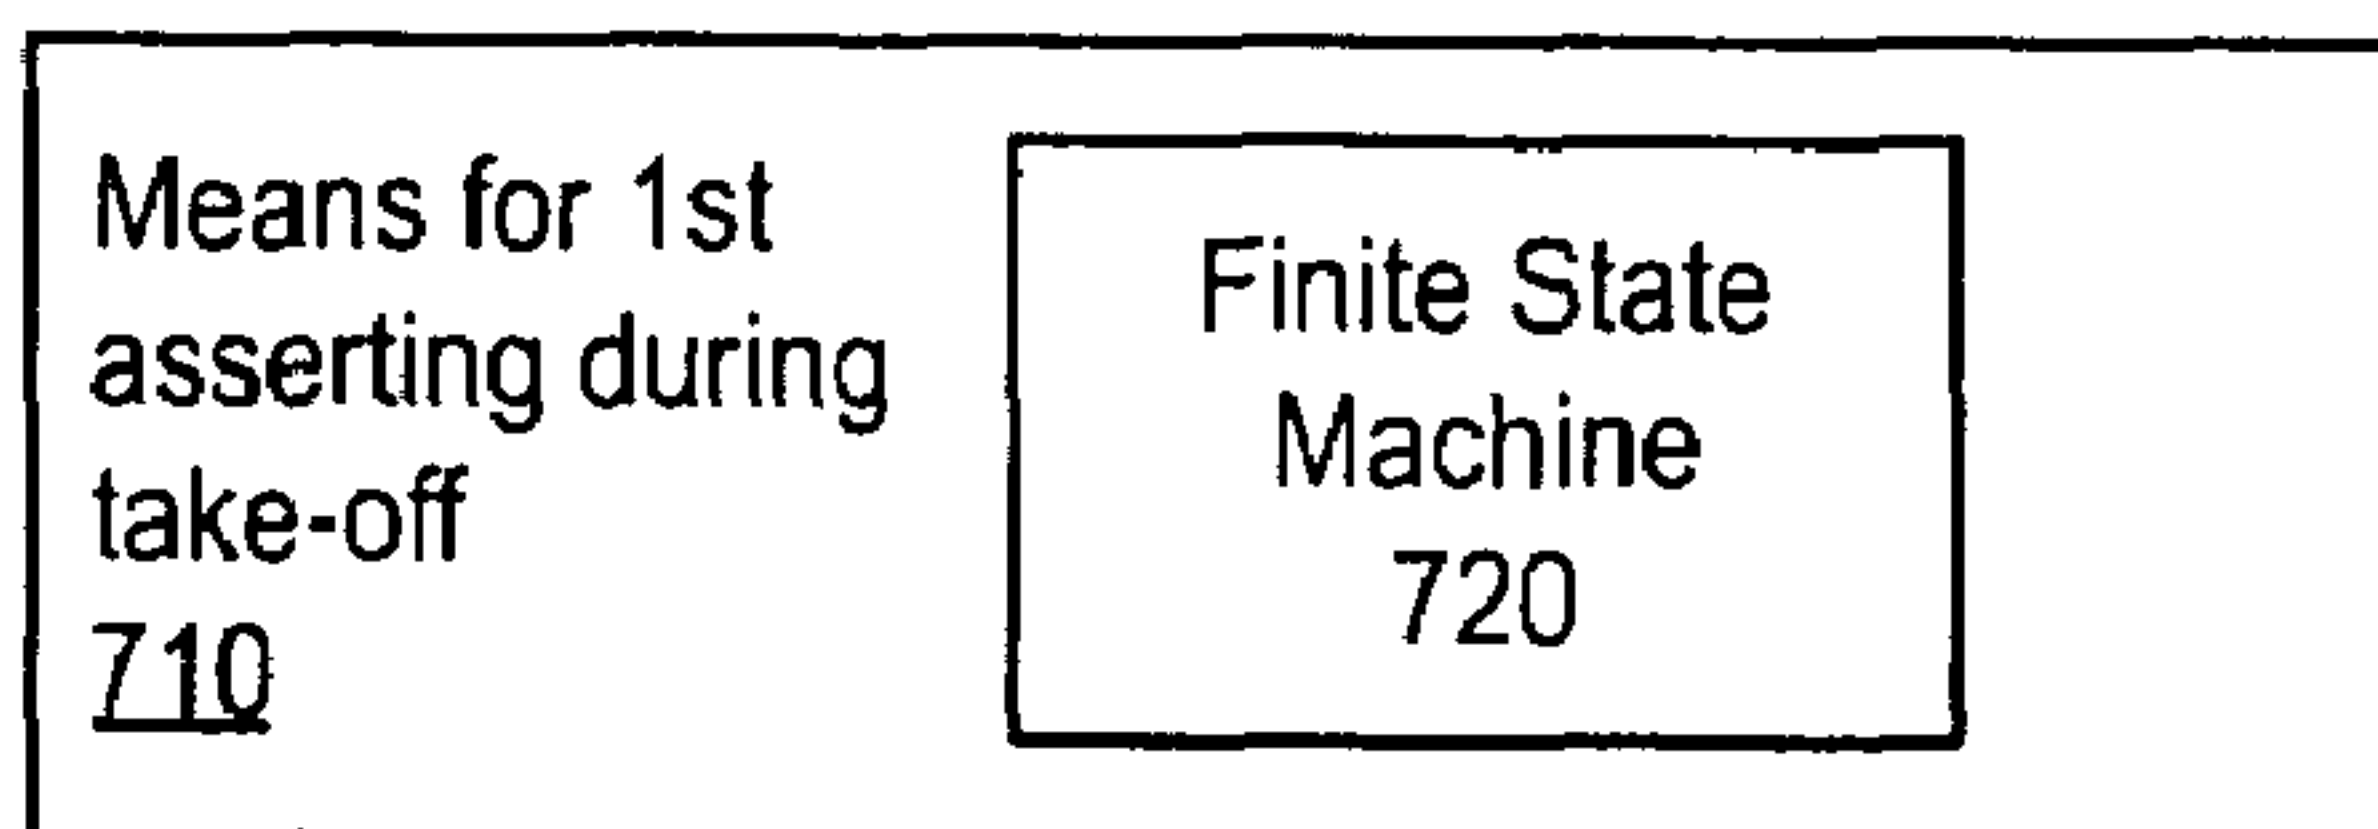 Means for 1st
asserting during
take-off
710
Finite State
Machine
720